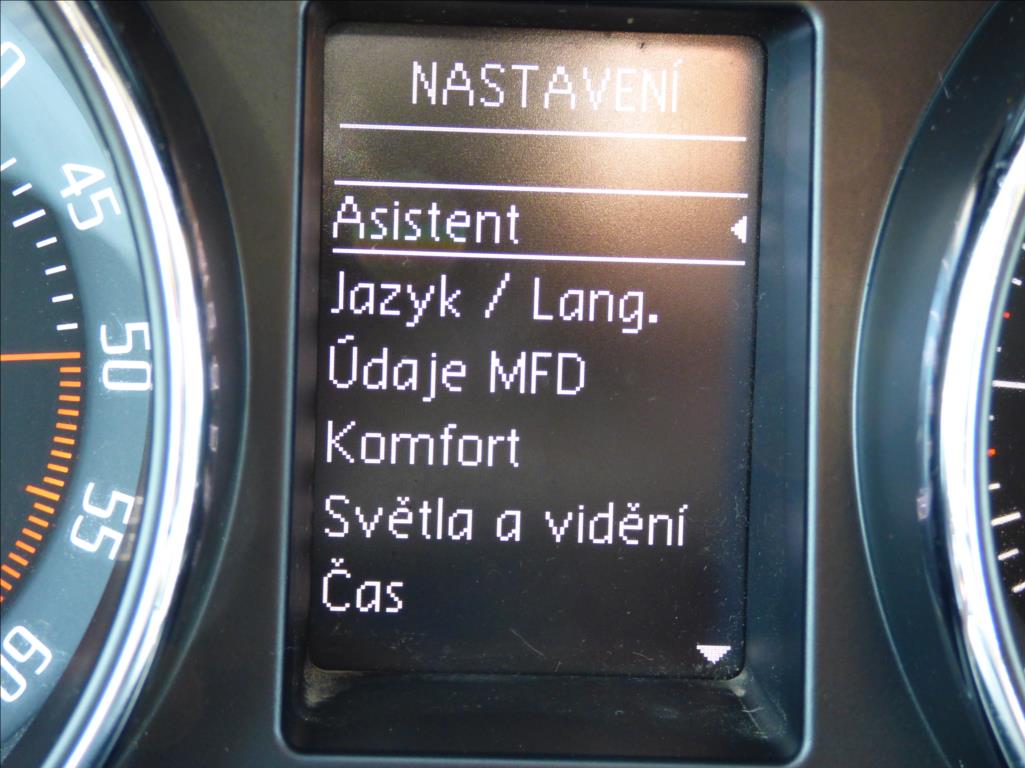 NASTAVENÍ
Asistent
Jazyk / Lang.
Údaje MFD
Komfort
Světla a vidění
Čas
45
50
55
60